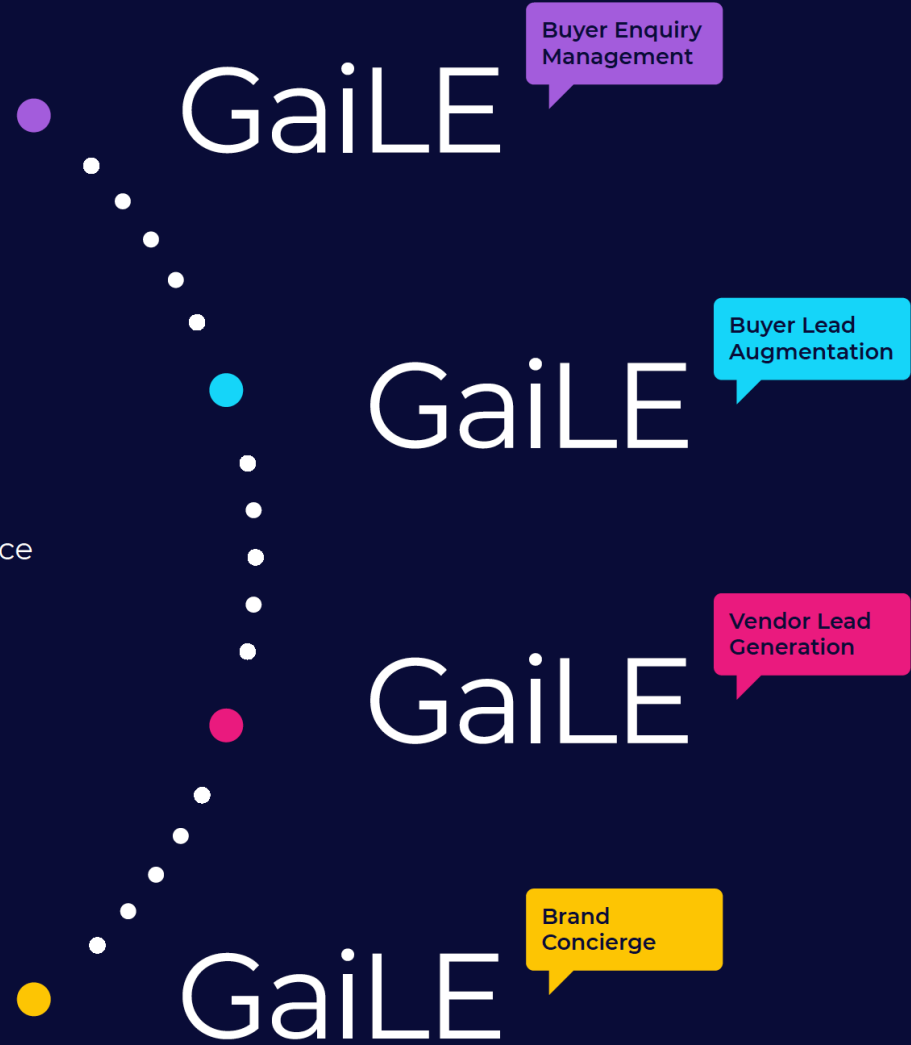 Buyer Enquiry
Management
GaiLE
Buyer Lead
Augmentation
GaiLE
ce
Vendor Lead
Generation
GaiLE
Brand
Concierge
GaiLE